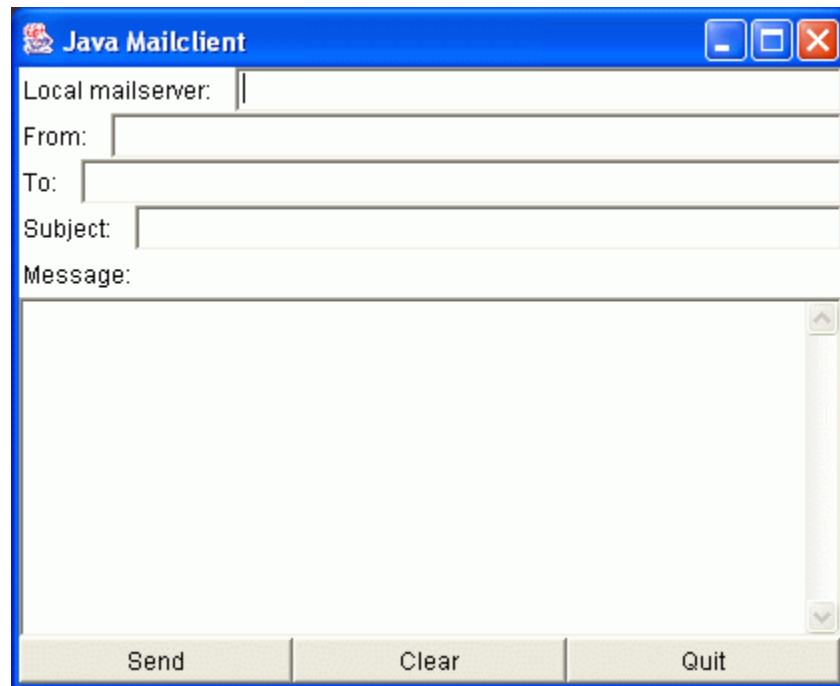 Java Mailclient
Local mailserver:
From:
To:
Subject:
Message:
Send Clear Quit